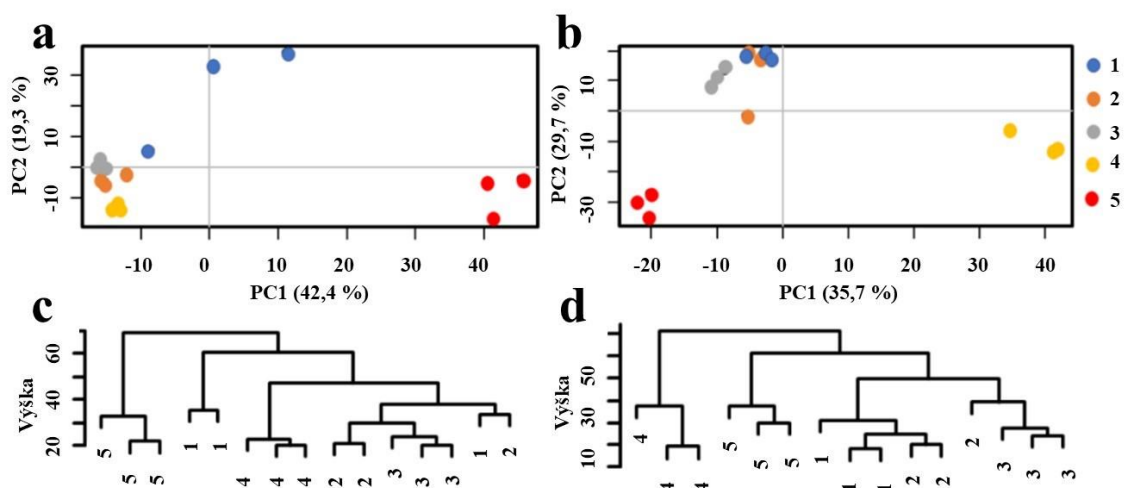 a
b
PC2 (19,3 %)
30
10
-10
-10 0 10 20 30 40
PC1 (42,4 %)
PC2 (29,7 %)
10
-10
-30
-20 -10 0 10 20 30 40
PC1 (35,7 %)
1
2
3
4
5
c
d
Výška
60
40
20
5 5 5 1 1 4 4 4 2 2 3 3 3 1 2
Výška
50
30
10
4 4 4 5 5 5 1 1 1 2 2 2 3 3 3